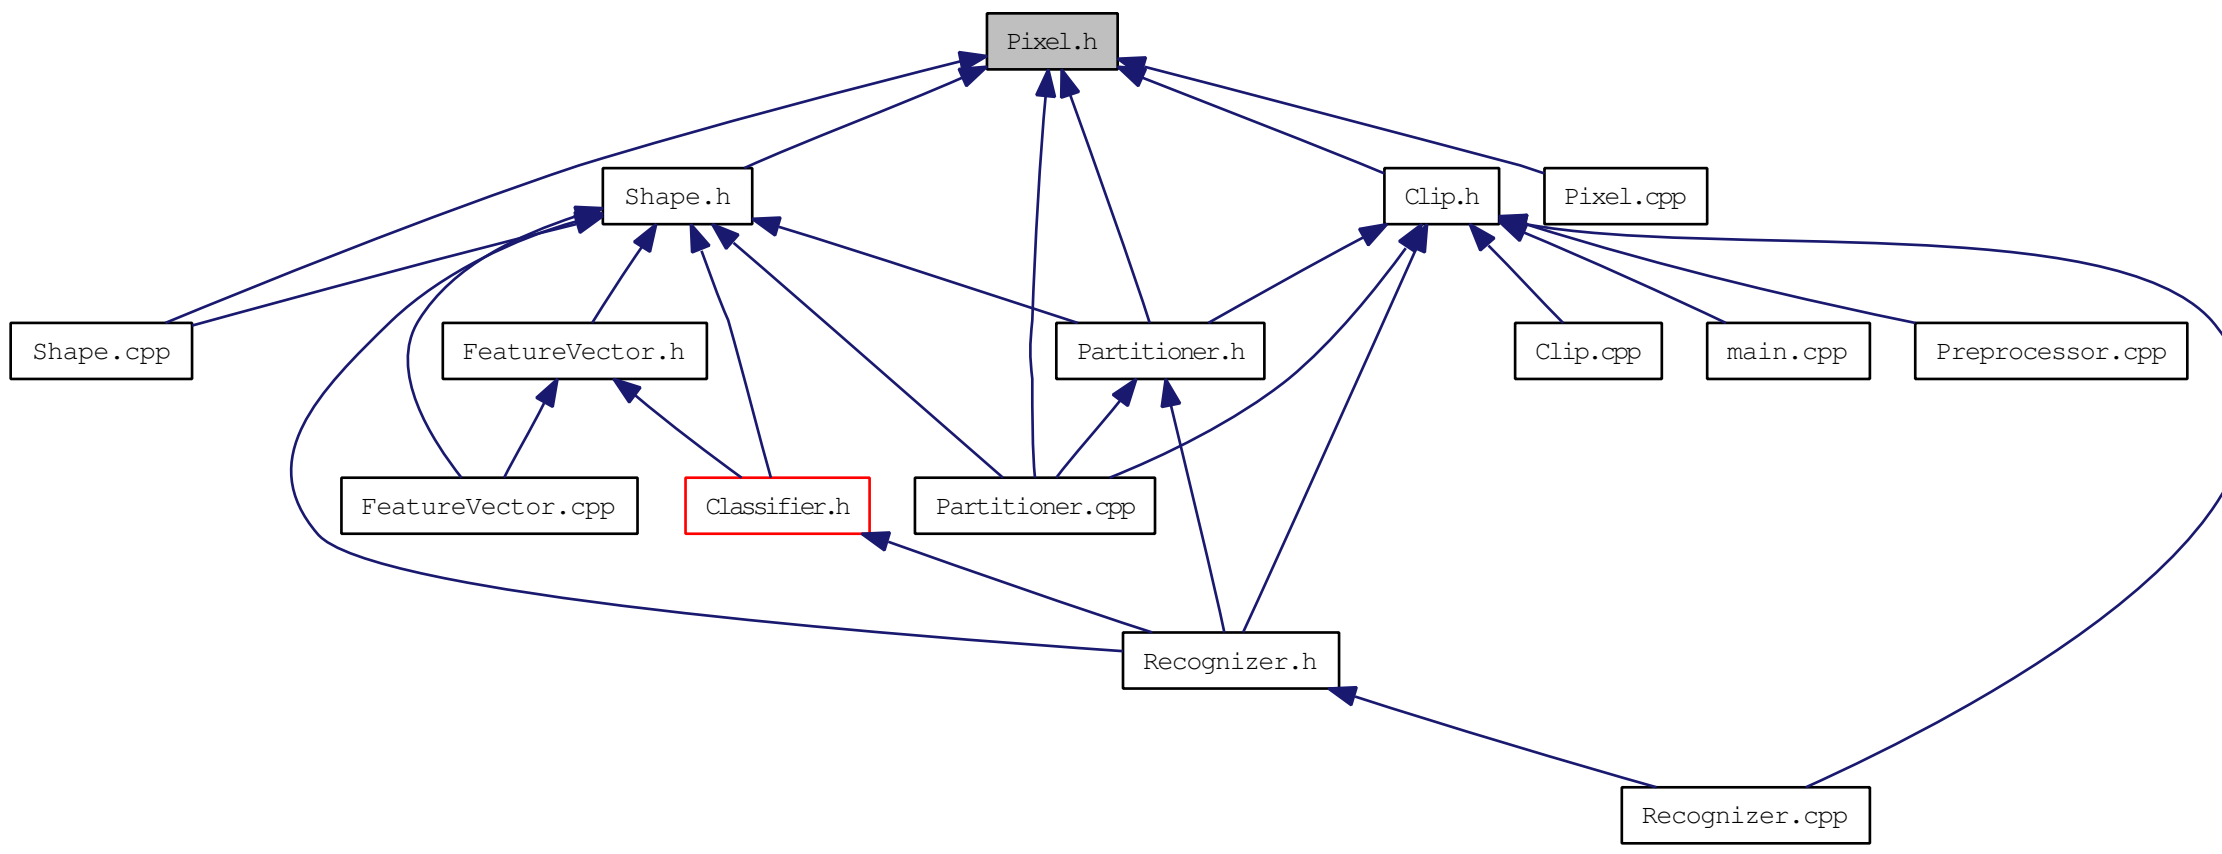 Pixel.h
Shape.h
Clip.h
Pixel.cpp
Shape.cpp
FeatureVector.h
Partitioner.h
Clip.cpp
main.cpp
Preprocessor.cpp
FeatureVector.cpp
Classifier.h
Partitioner.cpp
Recognizer.h
Recognizer.cpp